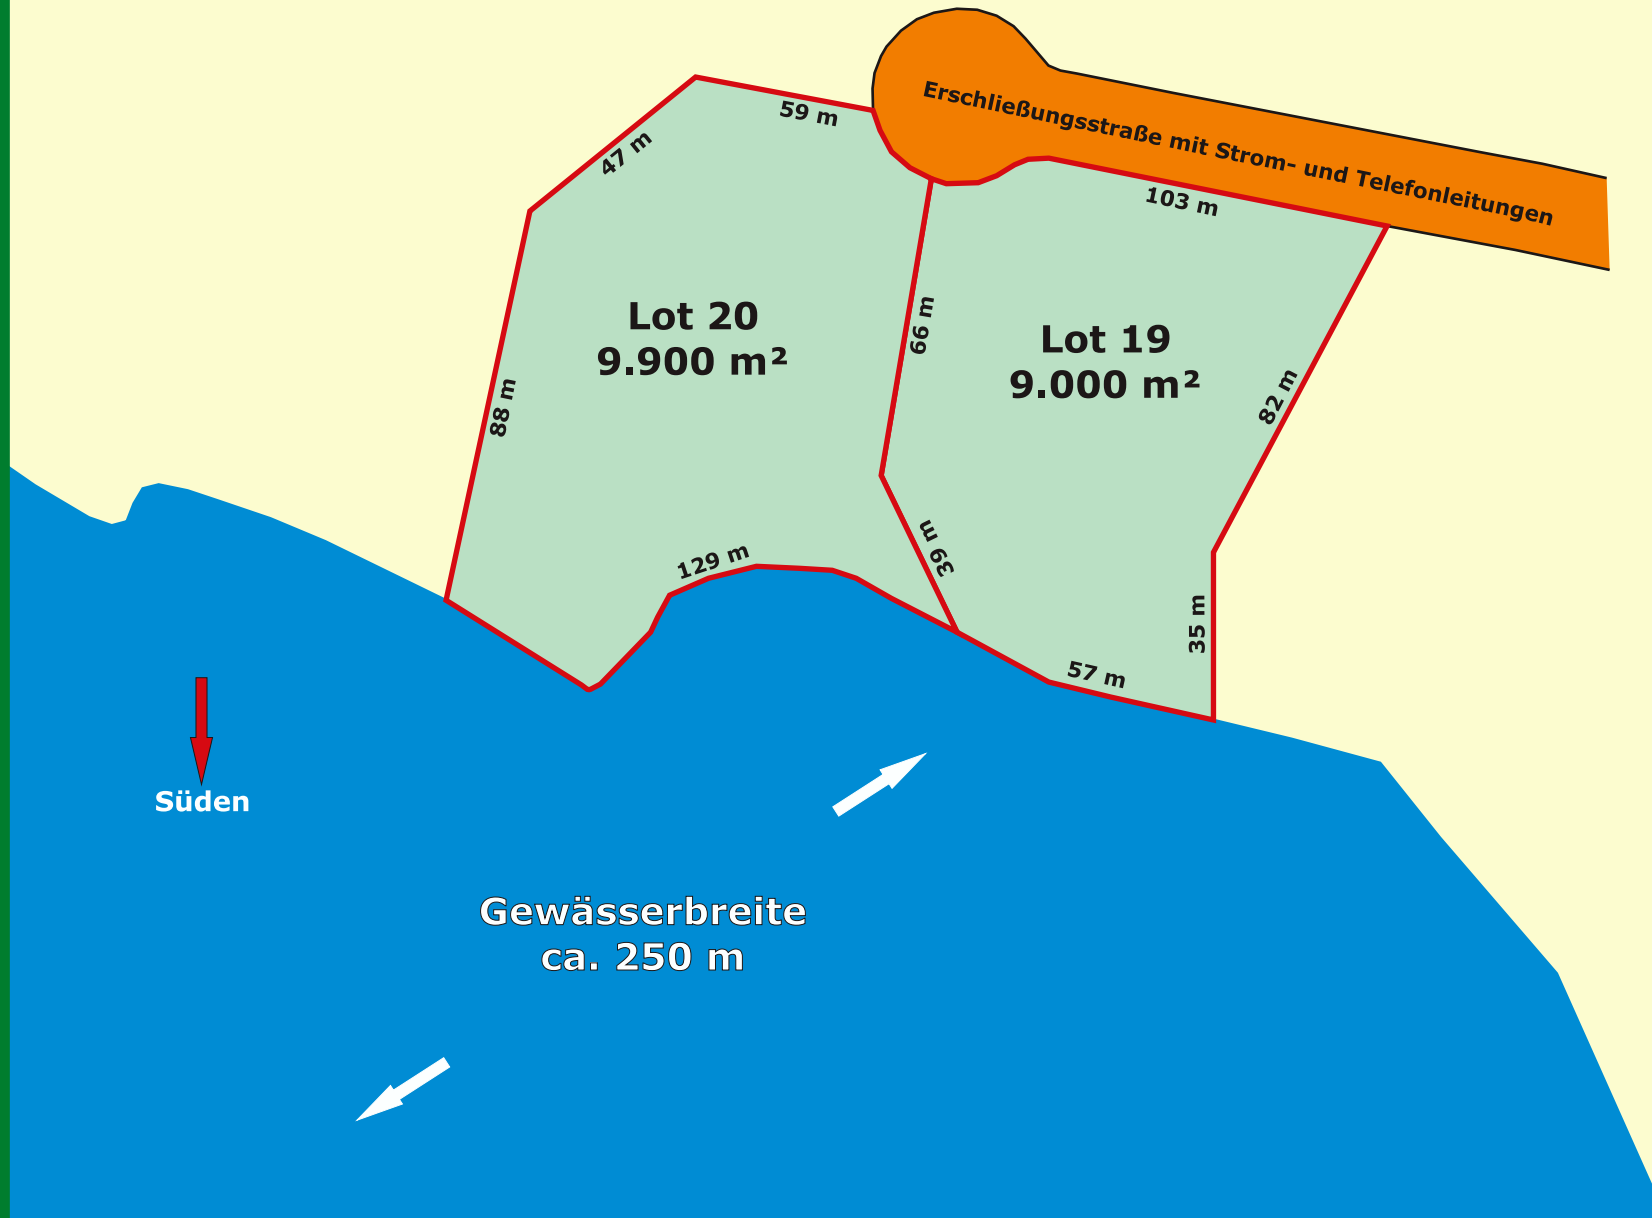 Erschließungsstraße mit Strom- und Telefonleitungen
59 m
47 m
103 m
Lot 20
9.900 m²
66 m
Lot 19
9.000 m²
88 m
82 m
39 m
129 m
35 m
57 m
Süden
Gewässerbreite
ca. 250 m